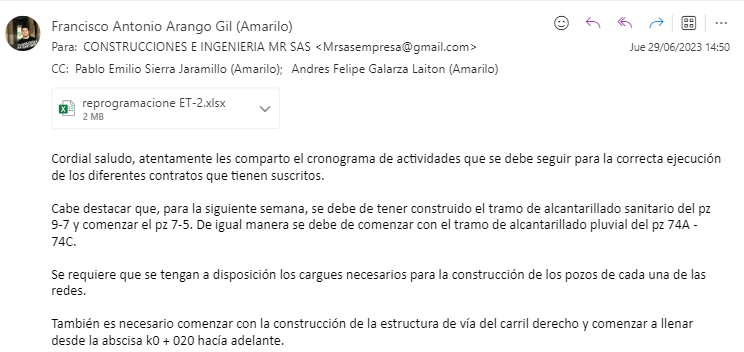 Francisco Antonio Arango Gil (Amarilo)
Para: CONSTRUCCIONES E INGENIERIA MR SAS <Mrsasempresa@gmail.com>
Jue 29/06/2023 14:50
CC: Pablo Emilio Sierra Jaramillo (Amarilo); Andres Felipe Galarza Laiton (Amarilo)
reprogramacione ET-2.xlsx
2 MB
Cordial saludo, atentamente les comparto el cronograma de actividades que se debe seguir para la correcta ejecución
de los diferentes contratos que tienen suscritos.
Cabe destacar que, para la siguiente semana, se debe de tener construido el tramo de alcantarillado sanitario del pz
9-7 y comenzar el pz 7-5. De igual manera se debe de comenzar con el tramo de alcantarillado pluvial del pz 74A -
74C.
Se requiere que se tengan a disposición los cargues necesarios para la construcción de los pozos de cada una de las
redes.
También es necesario comenzar con la construcción de la estructura de vía del carril derecho y comenzar a llenar
desde la abscisa k0 + 020 hacía adelante.